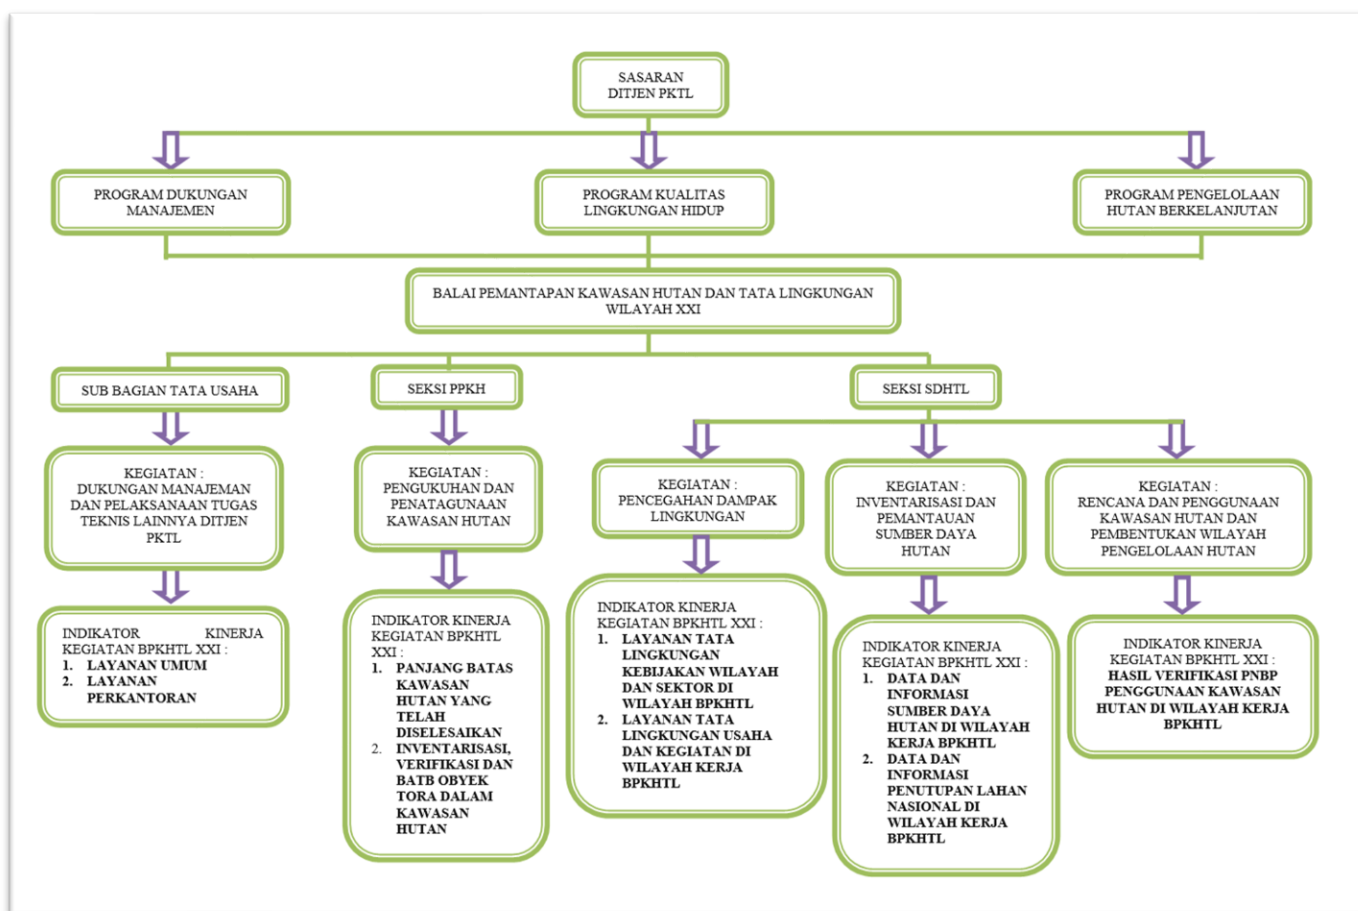 SASARAN
DITJEN PKTL
PROGRAM DUKUNGAN
MANAJEMEN
PROGRAM KUALITAS
LINGKUNGAN HIDUP
PROGRAM PENGELOLAAN
HUTAN BERKELANJUTAN
BALAI PEMANTAPAN KAWASAN HUTAN DAN TATA LINGKUNGAN
WILAYAH XXI
SUB BAGIAN TATA USAHA
SEKSI PPKH
SEKSI SDHTL
KEGIATAN :
DUKUNGAN MANAJEMAN
DAN PELAKSANAAN TUGAS
TEKNIS LAINNYA DITJEN
PKTL
KEGIATAN :
PENGUKUHAN DAN
PENATAGUNAAN
KAWASAN HUTAN
KEGIATAN :
PENCEGAHAN DAMPAK
LINGKUNGAN
KEGIATAN :
INVENTARISASI DAN
PEMANTAUAN
SUMBER DAYA
HUTAN
KEGIATAN :
RENCANA DAN PENGGUNAAN
KAWASAN HUTAN DAN
PEMBENTUKAN WILAYAH
PENGELOLAAN HUTAN
INDIKATOR KINERJA
KEGIATAN BPKHTL XXI :
1. LAYANAN UMUM
2. LAYANAN
PERKANTORAN
INDIKATOR KINERJA
KEGIATAN BPKHTL
XXI :
1. PANJANG BATAS
KAWASAN
HUTAN YANG
TELAH
DISELESAIKAN
2. INVENTARISASI,
VERIFIKASI DAN
BATB OBYEK
TORA DALAM
KAWASAN
HUTAN
INDIKATOR KINERJA
KEGIATAN BPKHTL XXI :
1. LAYANAN TATA
LINGKUNGAN
KEBIJAKAN WILAYAH
DAN SEKTOR DI
WILAYAH BPKHTL
2. LAYANAN TATA
LINGKUNGAN USAHA
DAN KEGIATAN DI
WILAYAH KERJA
BPKHTL
INDIKATOR KINERJA
KEGIATAN BPKHTL XXI :
1. DATA DAN
INFORMASI
SUMBER DAYA
HUTAN DI WILAYAH
KERJA BPKHTL
2. DATA DAN
INFORMASI
PENUTUPAN LAHAN
NASIONAL DI
WILAYAH KERJA
BPKHTL
INDIKATOR KINERJA
KEGIATAN BPKHTL XXI :
HASIL VERIFIKASI PNBP
PENGGUNAAN KAWASAN
HUTAN DI WILAYAH KERJA
BPKHTL